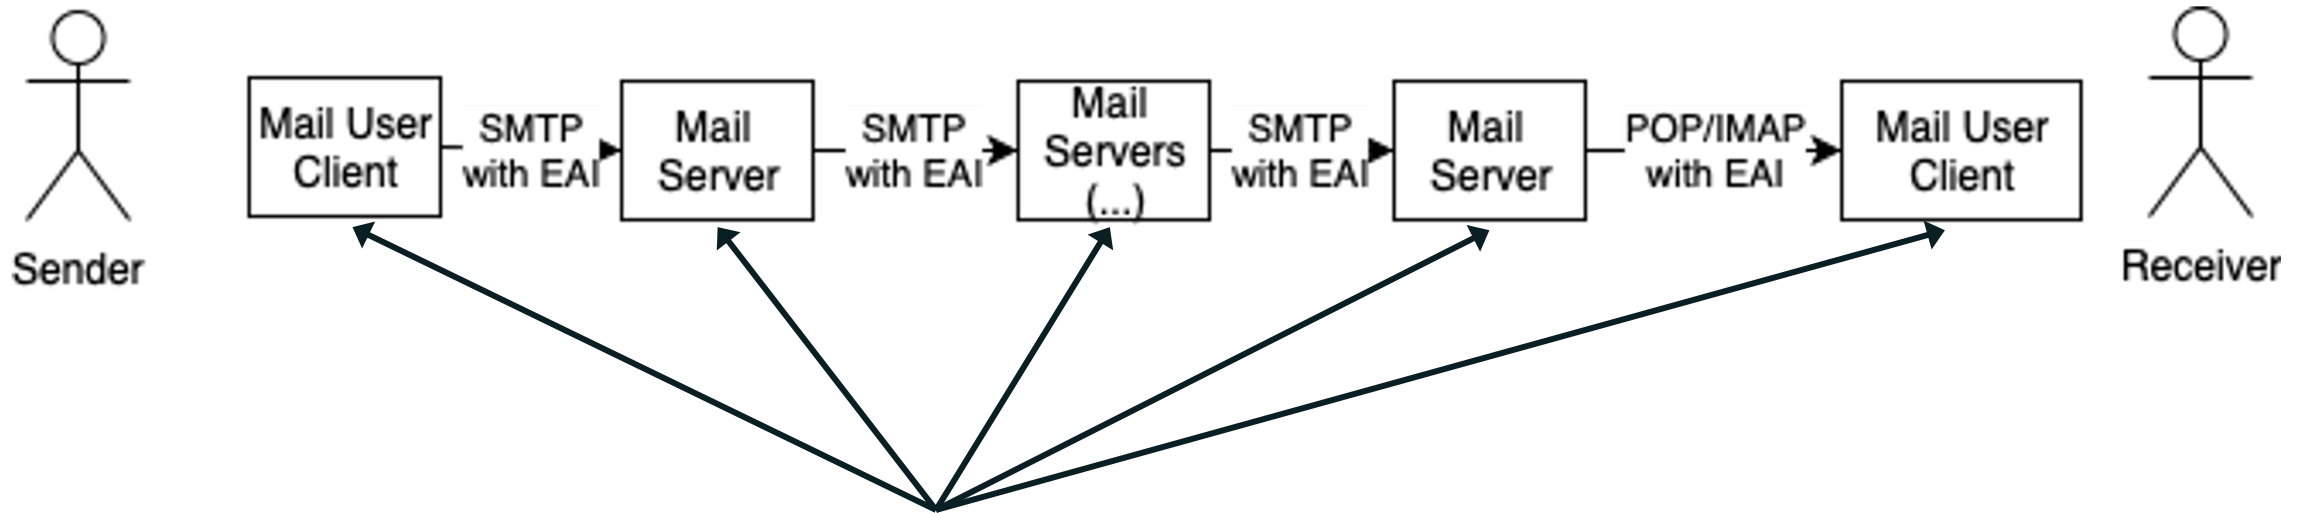 Mail User
Client
SMTP
with EAI
Mail
Server
SMTP
with EAI
Mail
Servers
(...)
SMTP
with EAI
Mail
Server
POP/IMAP
with EAI
Mail User
Client
Sender
Receiver